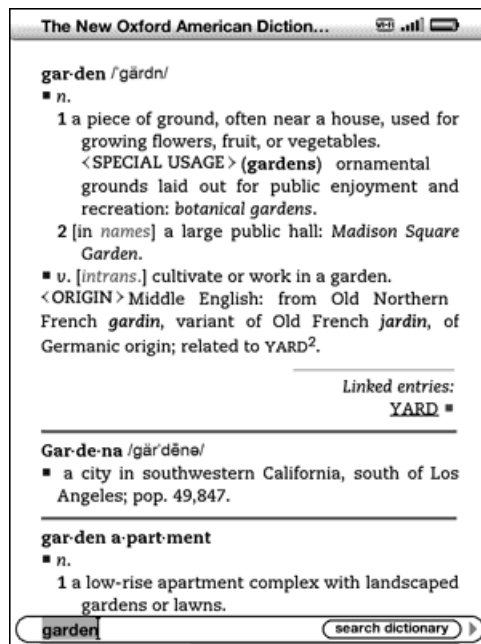 The New Oxford American Diction...
gar·den /ˈgärdn/
■ n.
1 a piece of ground, often near a house, used for
growing flowers, fruit, or vegetables.
<SPECIAL USAGE> (gardens) ornamental
grounds laid out for public enjoyment and
recreation: botanical gardens.
2 [in names] a large public hall: Madison Square
Garden.
■ v. [intrans.] cultivate or work in a garden.
<ORIGIN> Middle English: from Old Northern
French gardin, variant of Old French jardin, of
Germanic origin; related to YARD².
Linked entries:
YARD ■
Gar·de·na /gärˈdēnə/
■ a city in southwestern California, south of Los
Angeles; pop. 49,847.
gar·den a·part·ment
■ n.
1 a low-rise apartment complex with landscaped
gardens or lawns.
garden search dictionary